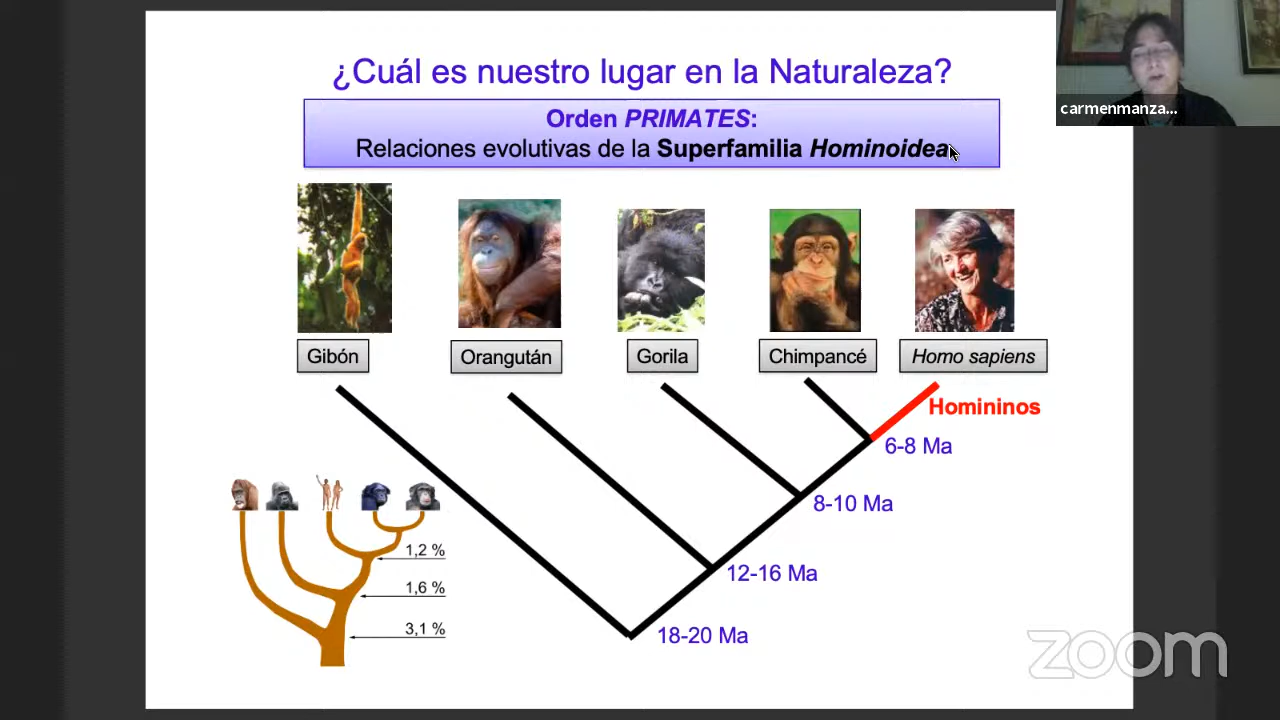 ¿Cuál es nuestro lugar en la Naturaleza?
carmenmanza...
Orden PRIMATES:
Relaciones evolutivas de la Superfamilia Hominoidea
Gibón
Orangután
Gorila
Chimpancé
Homo sapiens
Homininos
6-8 Ma
8-10 Ma
12-16 Ma
18-20 Ma
1,2 %
1,6 %
3,1 %
zoom